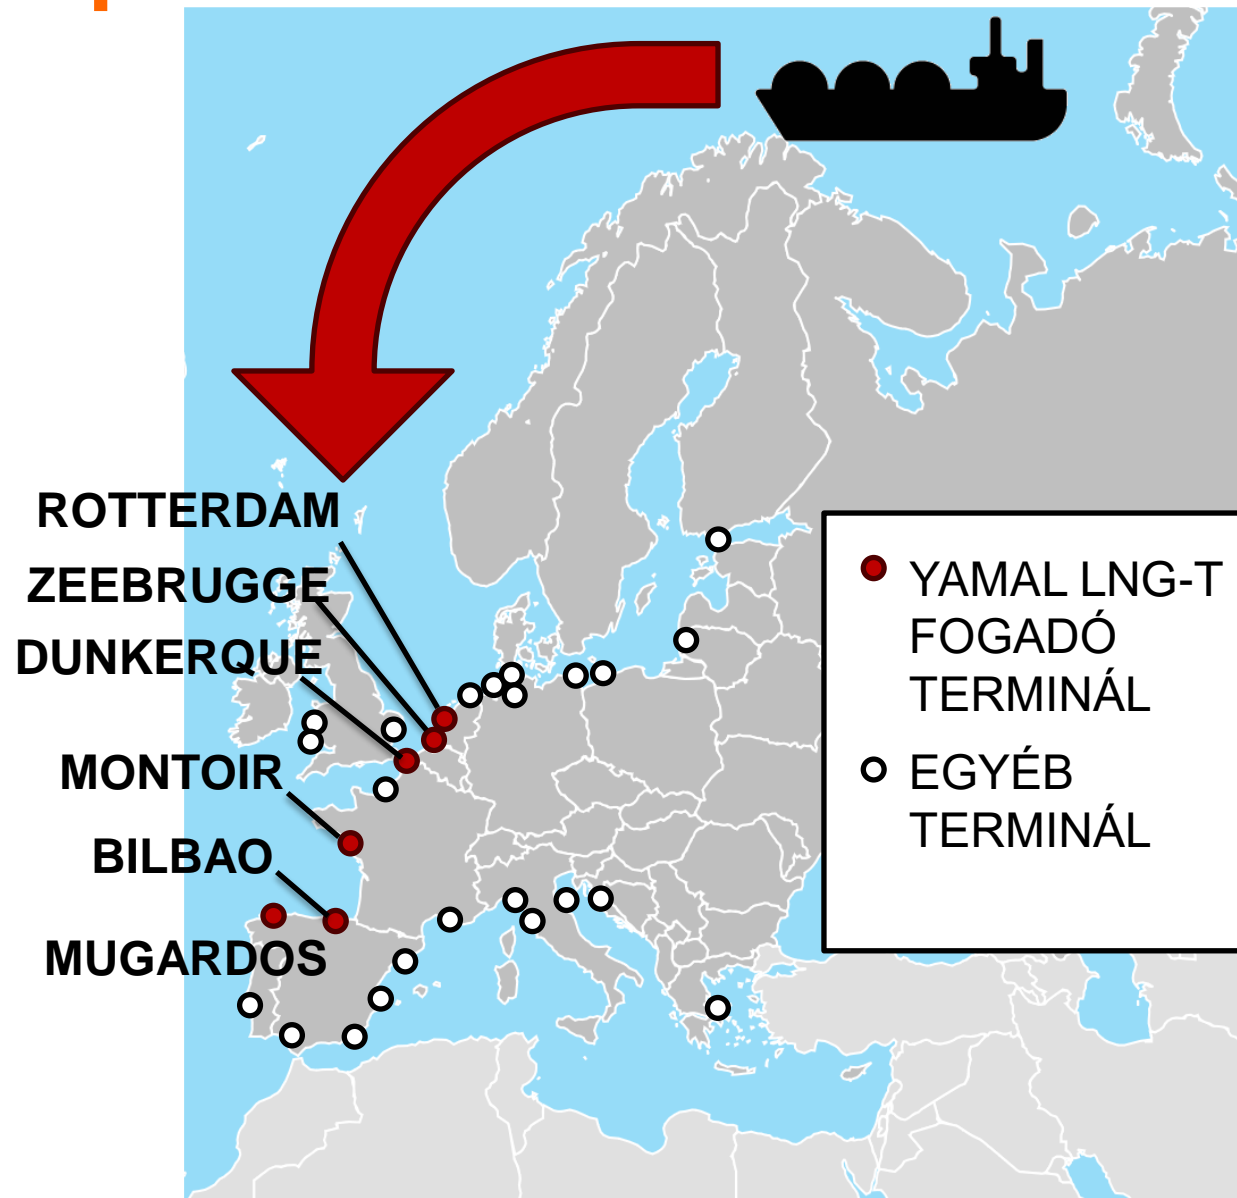 ROTTERDAM
ZEEBRUGGE
DUNKERQUE
MONTOIR
BILBAO
MUGARDOS
YAMAL LNG-T
FOGADÓ
TERMINÁL
EGYÉB
TERMINÁL